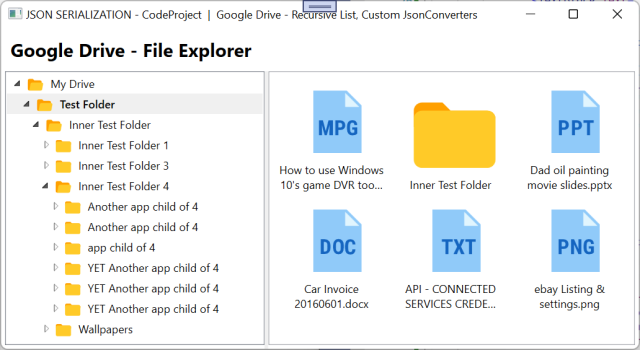 JSON SERIALIZATION - CodeProject | Google Drive - Recursive List, Custom JsonConverters
Google Drive - File Explorer
My Drive
Test Folder
Inner Test Folder
Inner Test Folder 1
Inner Test Folder 3
Inner Test Folder 4
Another app child of 4
Another app child of 4
app child of 4
YET Another app child of 4
YET Another app child of 4
YET Another app child of 4
Wallpapers
MPG
How to use Windows
10's game DVR too...
Inner Test Folder
PPT
Dad oil painting
movie slides.pptx
DOC
Car Invoice
20160601.docx
TXT
API - CONNECTED
SERVICES CREDE...
PNG
ebay Listing &
settings.png